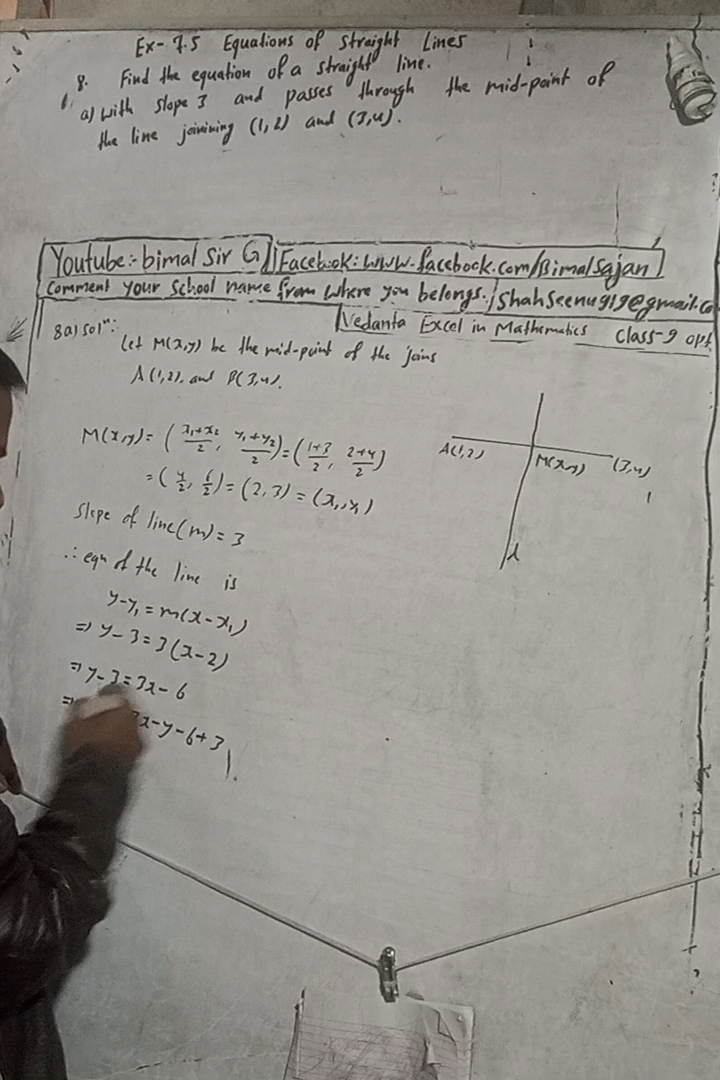 Ex- 7.5 Equations of Straight Lines
8. Find the equation of a straight line.
a) with slope 3 and passes through the mid-point of
the line joinining (1,2) and (3,4).
Youtube:- bimal Sir G
Facebook: www.facebook.com/Bimalsajan
Comment your School name from where you belongs.
Shahseenu919@gmail.co
Vedanta Excel in Mathematics Class-9 opt
8a) solⁿ:
Let M(x,y) be the mid-point of the joins
A(1,2) and B(3,4).
M(x,y) = (x₁+x₂/2, y₁+y₂/2) = (1+3/2, 2+4/2)
= (4/2, 6/2) = (2,3) = (x₁,y₁)
A(1,2) M(x,y) (3,4)
Slope of line(m) = 3
∴ eqn of the line is
y-y₁ = m(x-x₁)
⇒ y-3 = 3(x-2)
⇒ y-3 = 3x-6
⇒ 3x-y-6+3